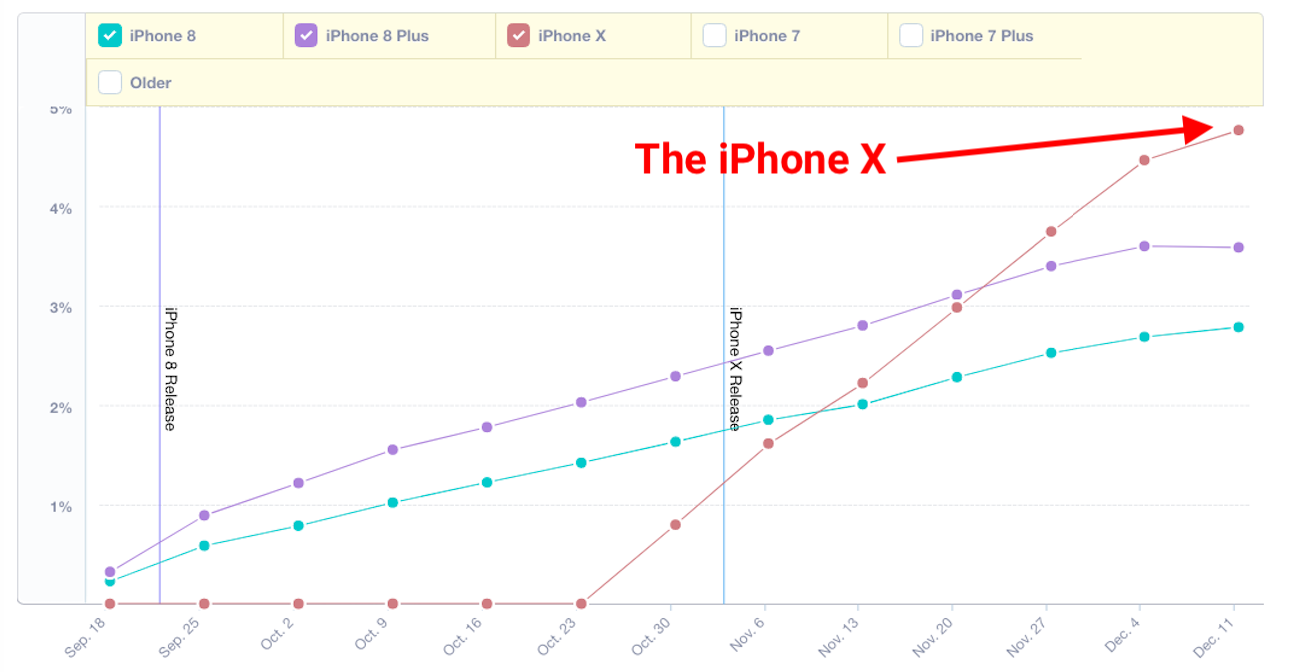 iPhone 8
iPhone 8 Plus
iPhone X
iPhone 7
iPhone 7 Plus
Older
5%
4%
3%
2%
1%
The iPhone X
iPhone 8 Release
iPhone X Release
Sep. 18
Sep. 25
Oct. 2
Oct. 9
Oct. 16
Oct. 23
Oct. 30
Nov. 6
Nov. 13
Nov. 20
Nov. 27
Dec. 4
Dec. 11